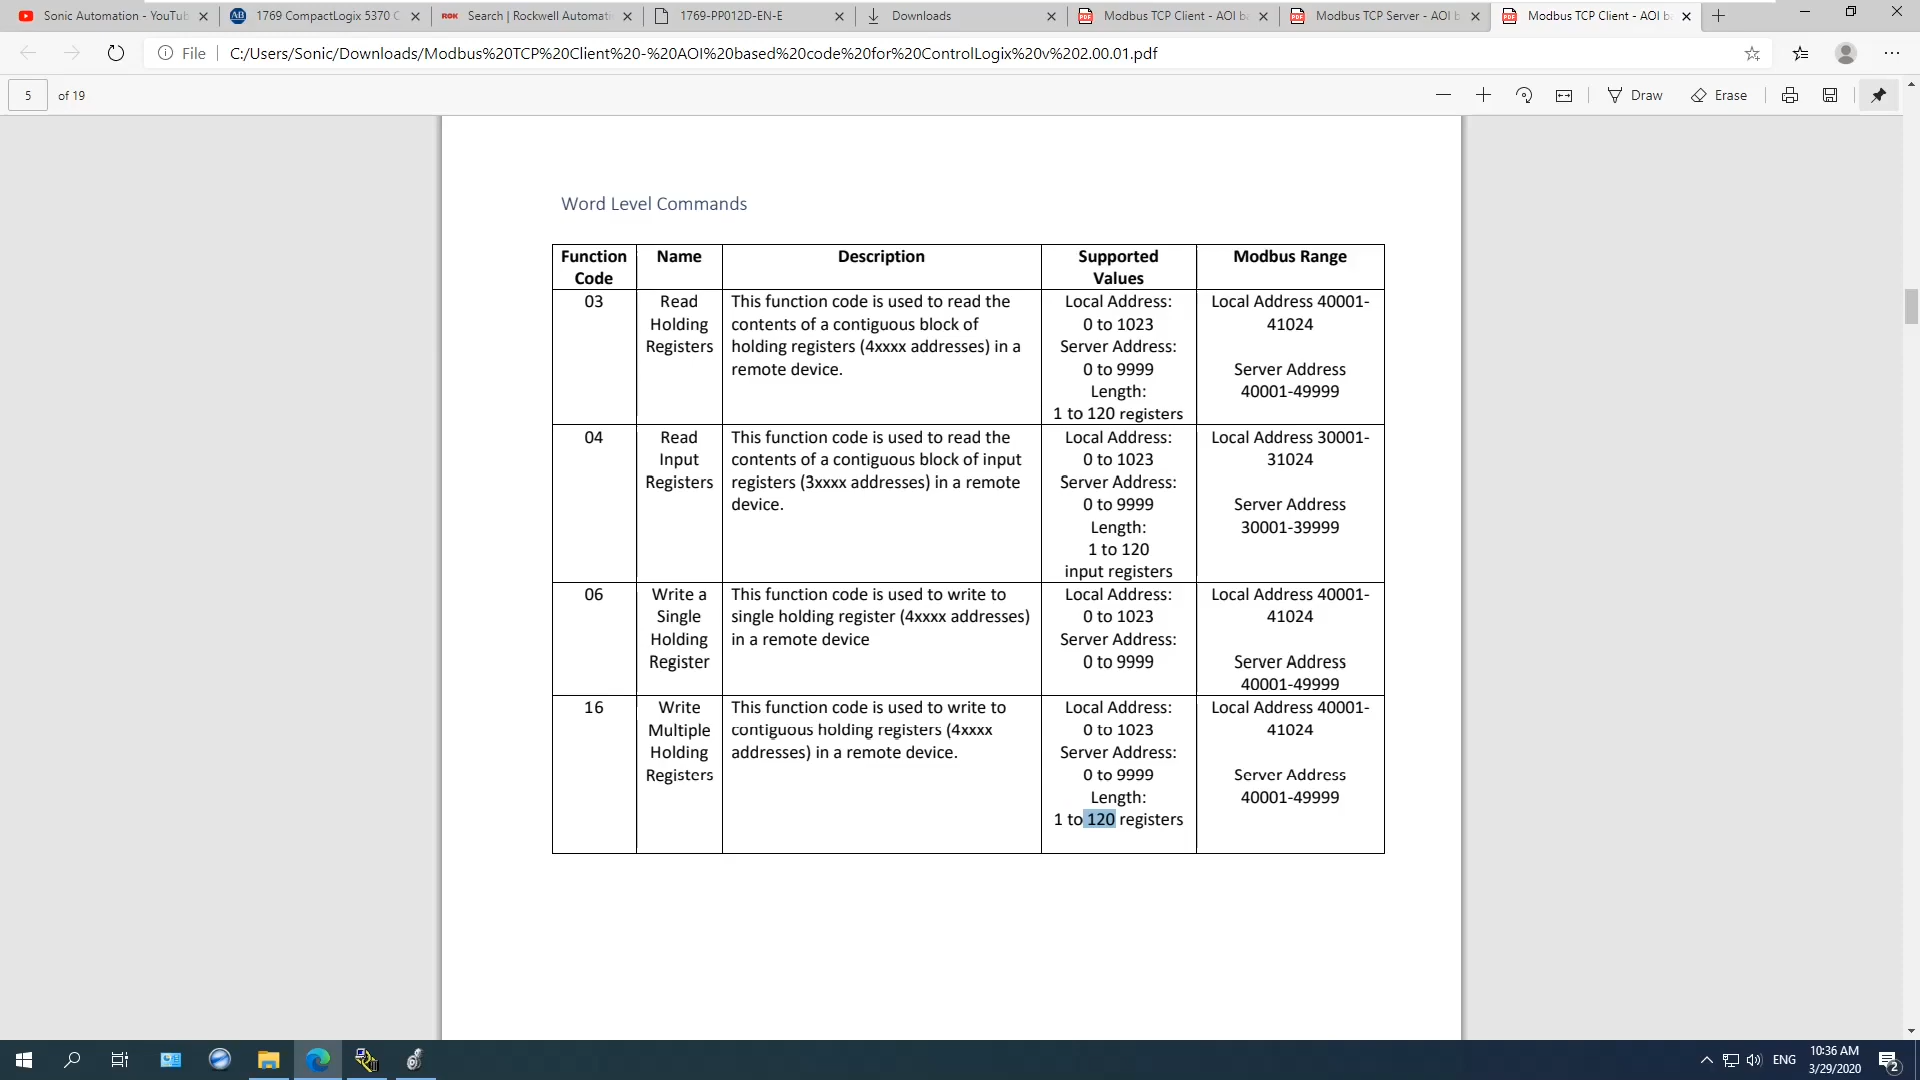 Sonic Automation - YouTub
AB
1769 CompactLogix 5370 C
ROK
Search | Rockwell Automati
1769-PP012D-EN-E
Downloads
PDF
Modbus TCP Client - AOI ba
PDF
Modbus TCP Server - AOI b
PDF
Modbus TCP Client - AOI ba
File
C:/Users/Sonic/Downloads/Modbus%20TCP%20Client%20-%20AOI%20based%20code%20for%20ControlLogix%20v%202.00.01.pdf
5 of 19
Draw
Erase
Word Level Commands
Function Code
Name
Description
Supported Values
Modbus Range
03
Read
Holding
Registers
This function code is used to read the
contents of a contiguous block of
holding registers (4xxxx addresses) in a
remote device.
Local Address:
0 to 1023
Server Address:
0 to 9999
Length:
1 to 120 registers
Local Address 40001-
41024
Server Address
40001-49999
04
Read
Input
Registers
This function code is used to read the
contents of a contiguous block of input
registers (3xxxx addresses) in a remote
device.
Local Address:
0 to 1023
Server Address:
0 to 9999
Length:
1 to 120
input registers
Local Address 30001-
31024
Server Address
30001-39999
06
Write a
Single
Holding
Register
This function code is used to write to
single holding register (4xxxx addresses)
in a remote device
Local Address:
0 to 1023
Server Address:
0 to 9999
Local Address 40001-
41024
Server Address
40001-49999
16
Write
Multiple
Holding
Registers
This function code is used to write to
contiguous holding registers (4xxxx
addresses) in a remote device.
Local Address:
0 to 1023
Server Address:
0 to 9999
Length:
1 to 120 registers
Local Address 40001-
41024
Server Address
40001-49999
ENG
10:36 AM
3/29/2020
2